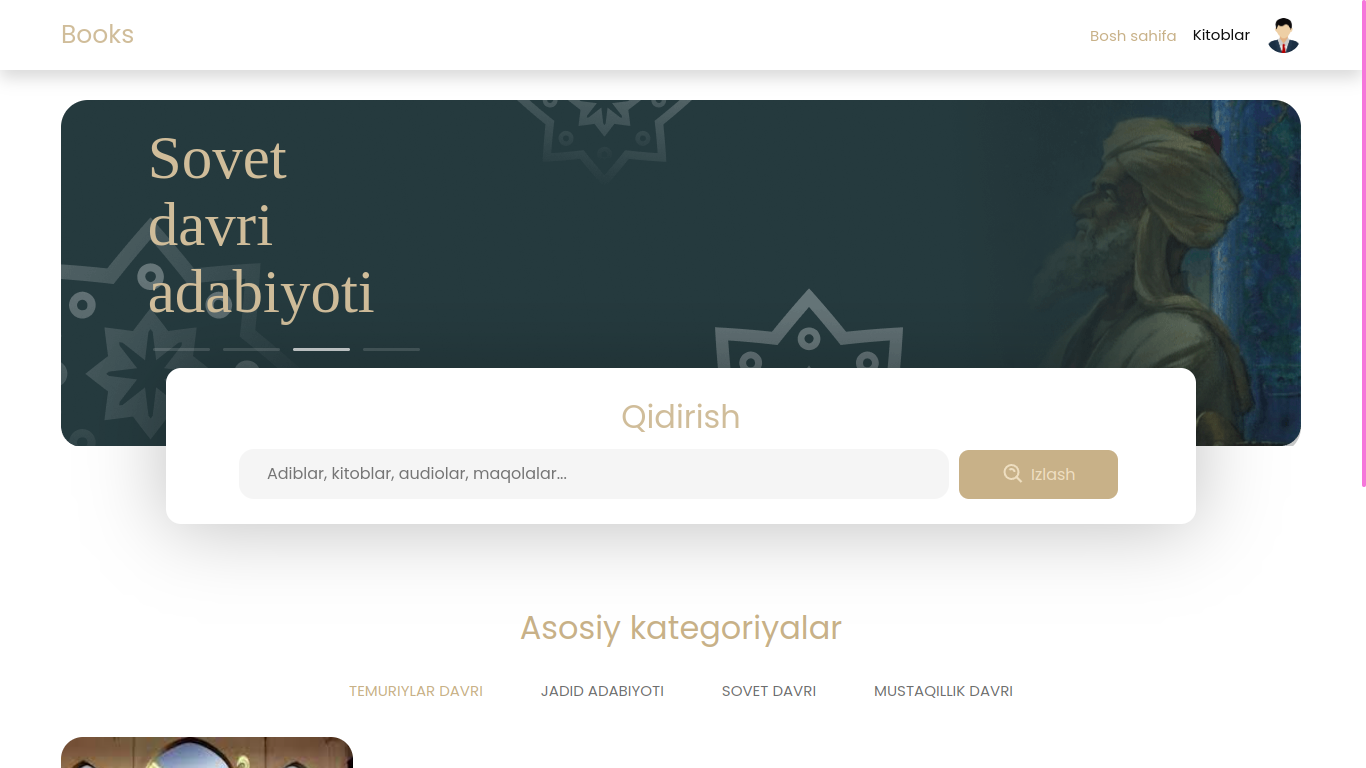 Books
Bosh sahifa Kitoblar
Sovet
davri
adabiyoti
Qidirish
Adiblar, kitoblar, audiolar, maqolalar...
Izlash
Asosiy kategoriyalar
TEMURIYLAR DAVRI JADID ADABIYOTI SOVET DAVRI MUSTAQILLIK DAVRI